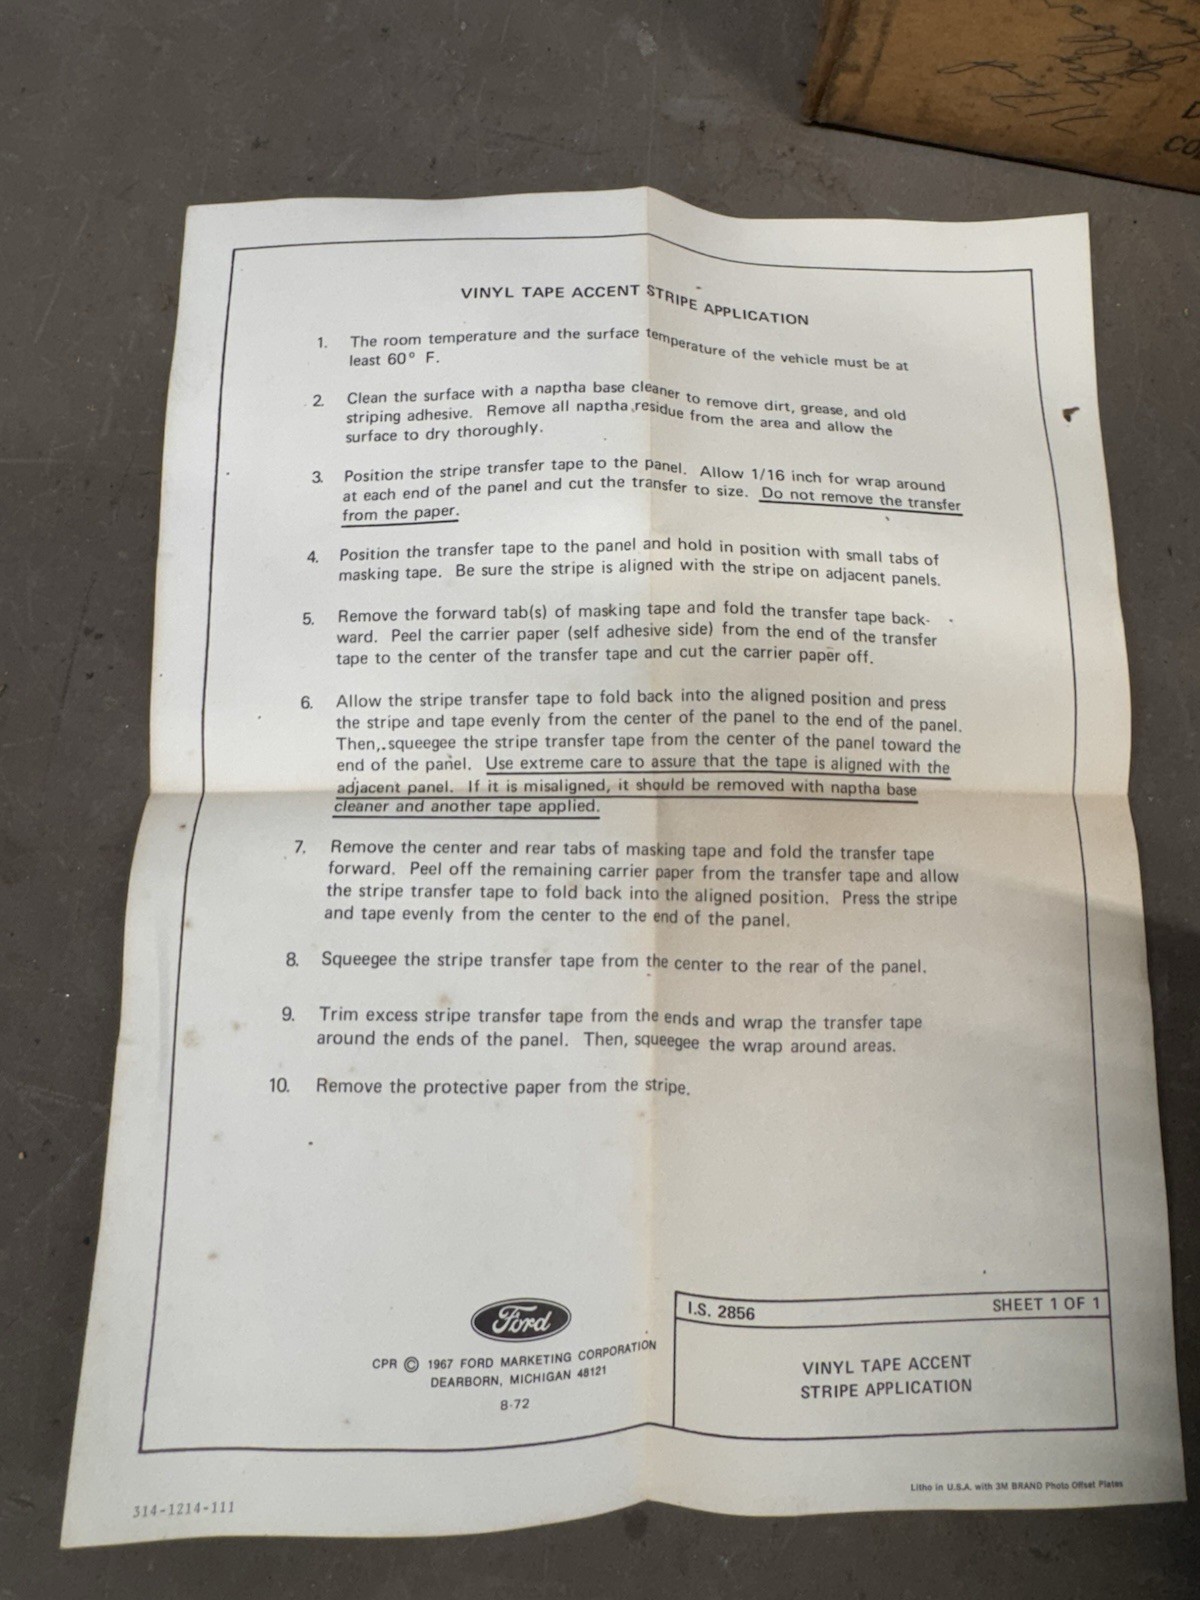 VINYL TAPE ACCENT STRIPE APPLICATION
1. The room temperature and the surface temperature of the vehicle must be at
least 60° F.
2. Clean the surface with a naptha base cleaner to remove dirt, grease, and old
striping adhesive. Remove all naptha residue from the area and allow the
surface to dry thoroughly.
3. Position the stripe transfer tape to the panel. Allow 1/16 inch for wrap around
at each end of the panel and cut the transfer to size. Do not remove the transfer
from the paper.
4. Position the transfer tape to the panel and hold in position with small tabs of
masking tape. Be sure the stripe is aligned with the stripe on adjacent panels.
5. Remove the forward tab(s) of masking tape and fold the transfer tape back-
ward. Peel the carrier paper (self adhesive side) from the end of the transfer
tape to the center of the transfer tape and cut the carrier paper off.
6. Allow the stripe transfer tape to fold back into the aligned position and press
the stripe and tape evenly from the center of the panel to the end of the panel.
Then, squeegee the stripe transfer tape from the center of the panel toward the
end of the panel. Use extreme care to assure that the tape is aligned with the
adjacent panel. If it is misaligned, it should be removed with naptha base
cleaner and another tape applied.
7. Remove the center and rear tabs of masking tape and fold the transfer tape
forward. Peel off the remaining carrier paper from the transfer tape and allow
the stripe transfer tape to fold back into the aligned position. Press the stripe
and tape evenly from the center to the end of the panel.
8. Squeegee the stripe transfer tape from the center to the rear of the panel.
9. Trim excess stripe transfer tape from the ends and wrap the transfer tape
around the ends of the panel. Then, squeegee the wrap around areas.
10. Remove the protective paper from the stripe.
Ford
CPR © 1967 FORD MARKETING CORPORATION
DEARBORN, MICHIGAN 48121
8-72
I.S. 2856 SHEET 1 OF 1
VINYL TAPE ACCENT
STRIPE APPLICATION
Litho in U.S.A. with 3M BRAND Photo Offset Plates
314-1214-111